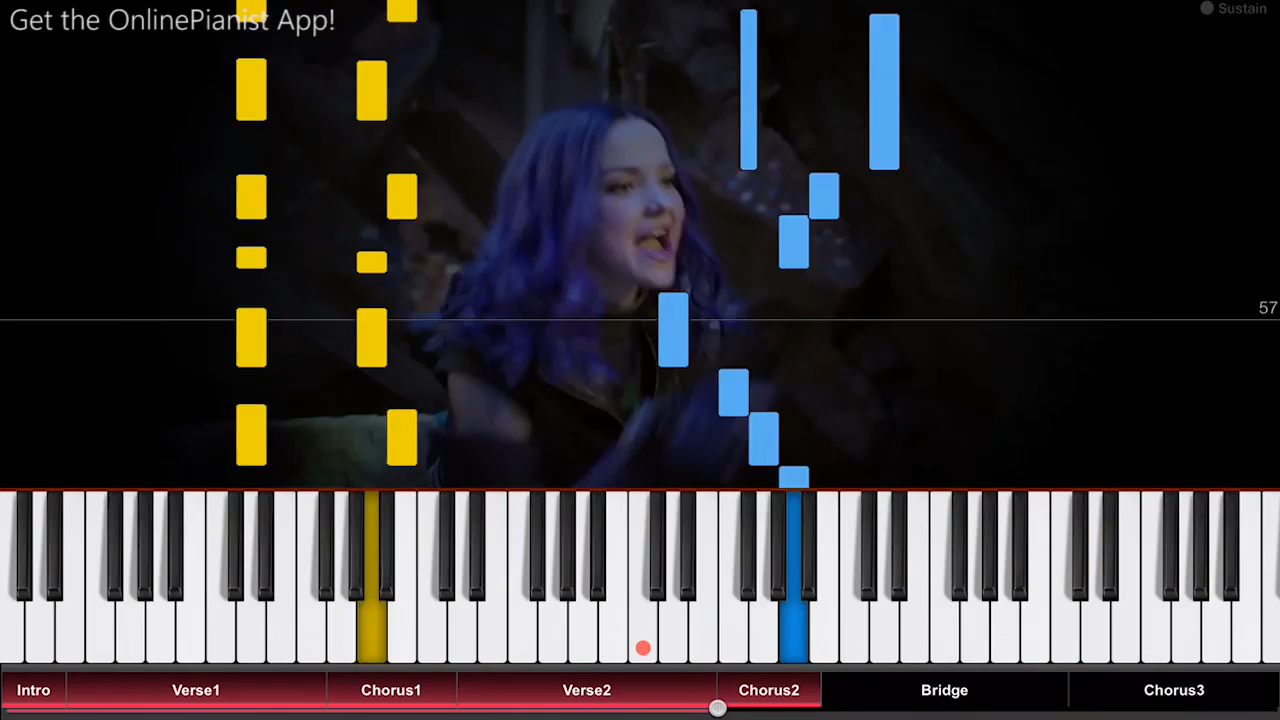 Get the OnlinePianist App!
Sustain
57
Intro
Verse1
Chorus1
Verse2
Chorus2
Bridge
Chorus3